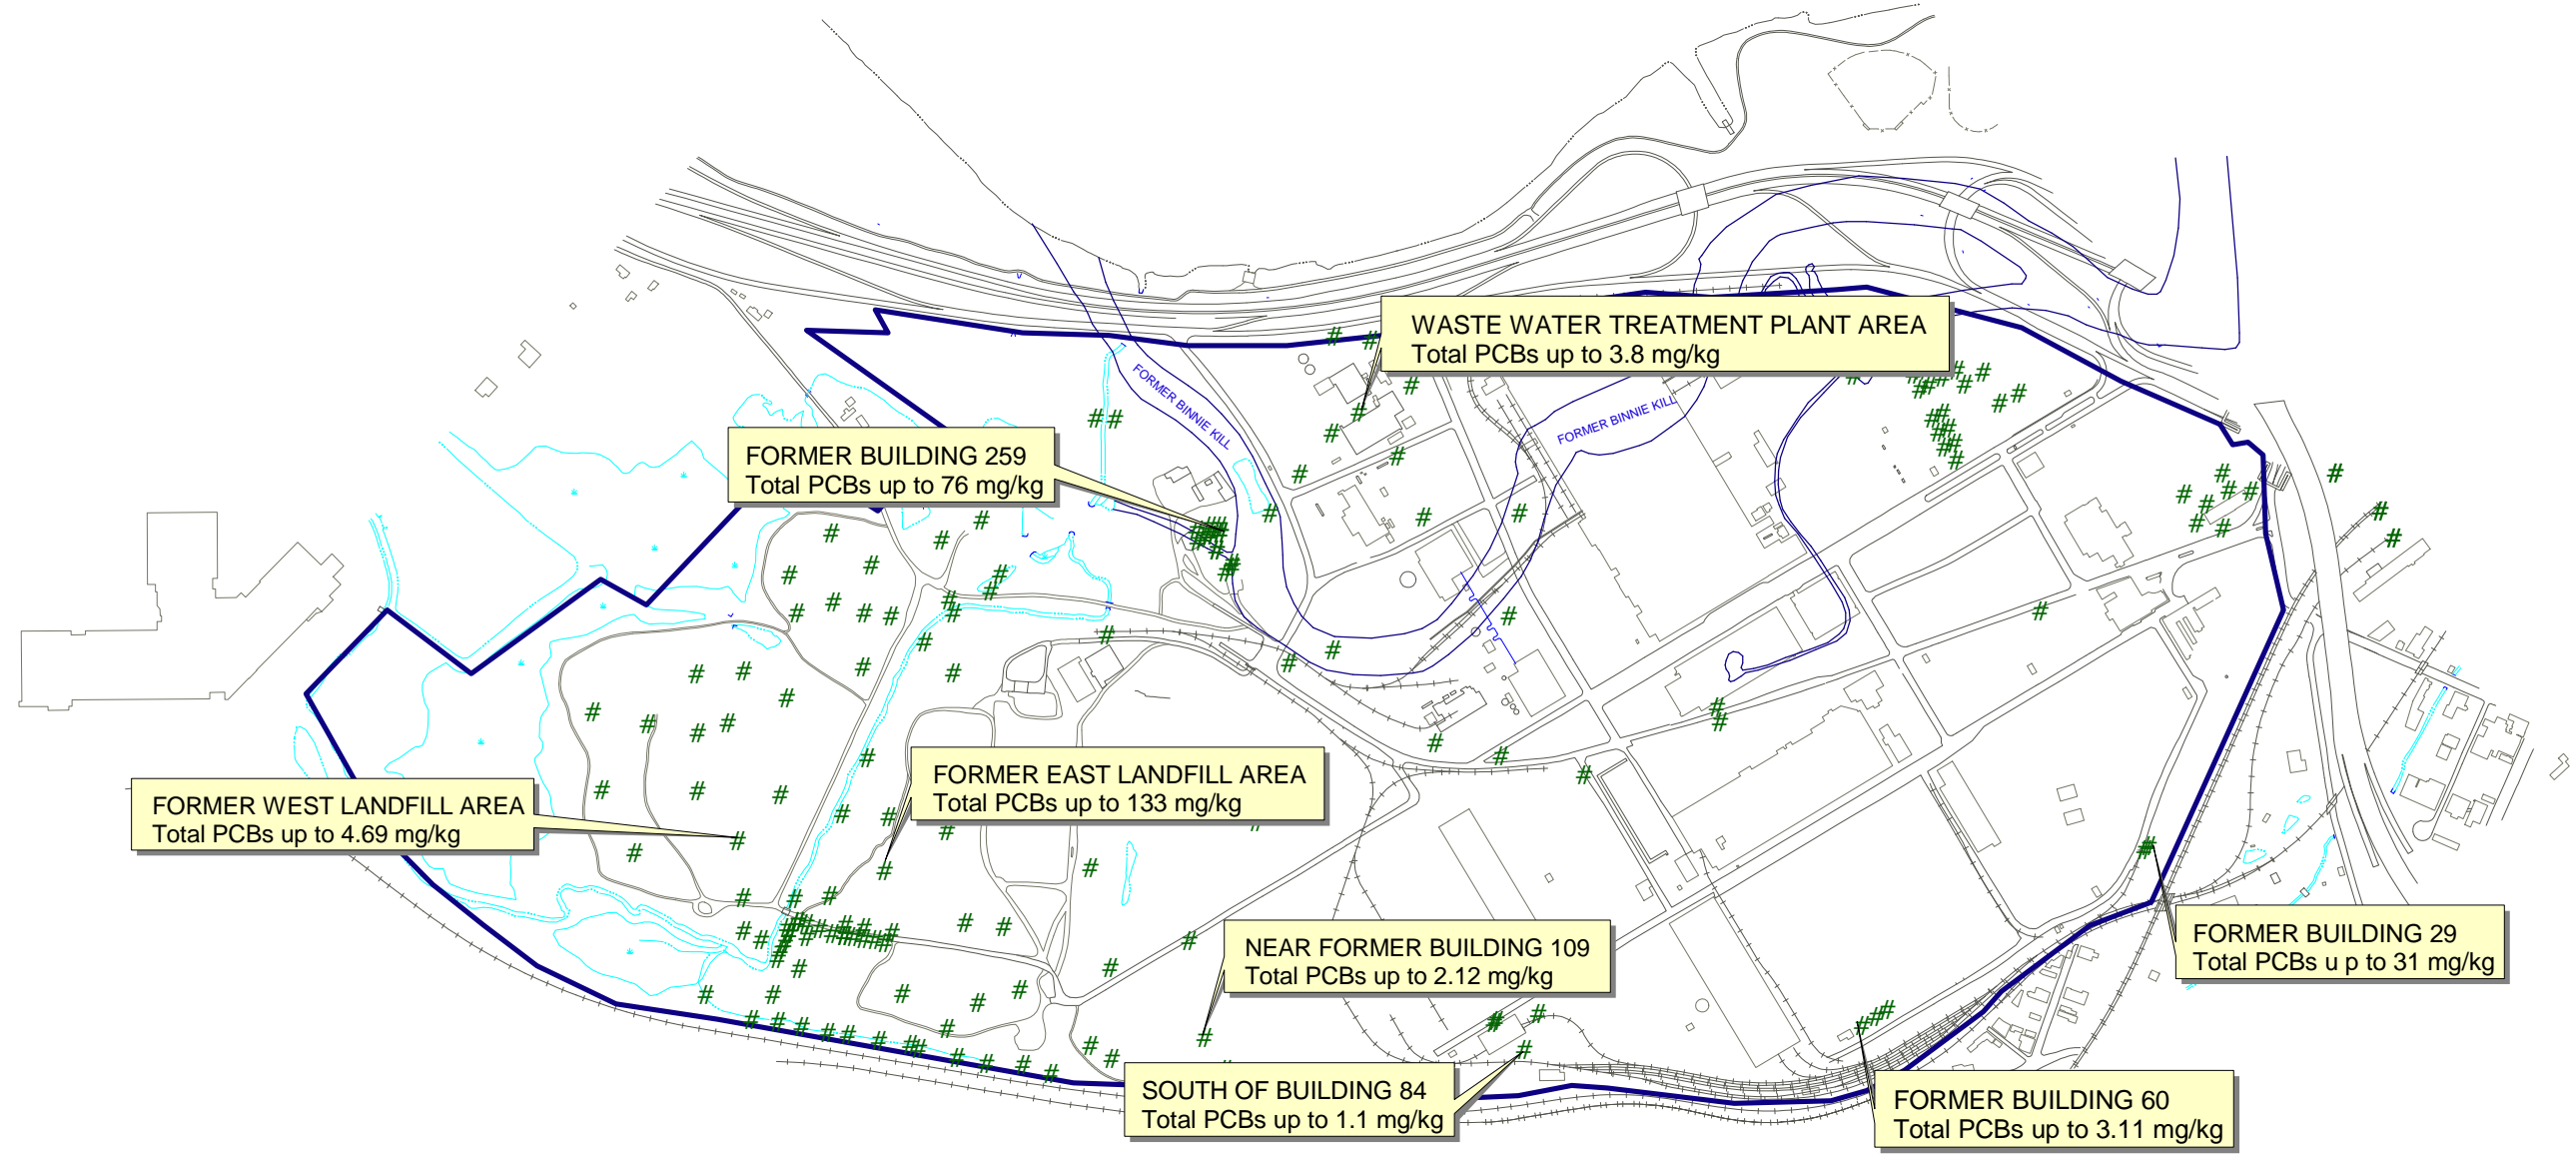 WASTE WATER TREATMENT PLANT AREA
Total PCBs up to 3.8 mg/kg
FORMER BINNIE KILL
FORMER BINNIE KILL
FORMER BUILDING 259
Total PCBs up to 76 mg/kg
FORMER EAST LANDFILL AREA
Total PCBs up to 133 mg/kg
FORMER WEST LANDFILL AREA
Total PCBs up to 4.69 mg/kg
NEAR FORMER BUILDING 109
Total PCBs up to 2.12 mg/kg
FORMER BUILDING 29
Total PCBs u p to 31 mg/kg
SOUTH OF BUILDING 84
Total PCBs up to 1.1 mg/kg
FORMER BUILDING 60
Total PCBs up to 3.11 mg/kg